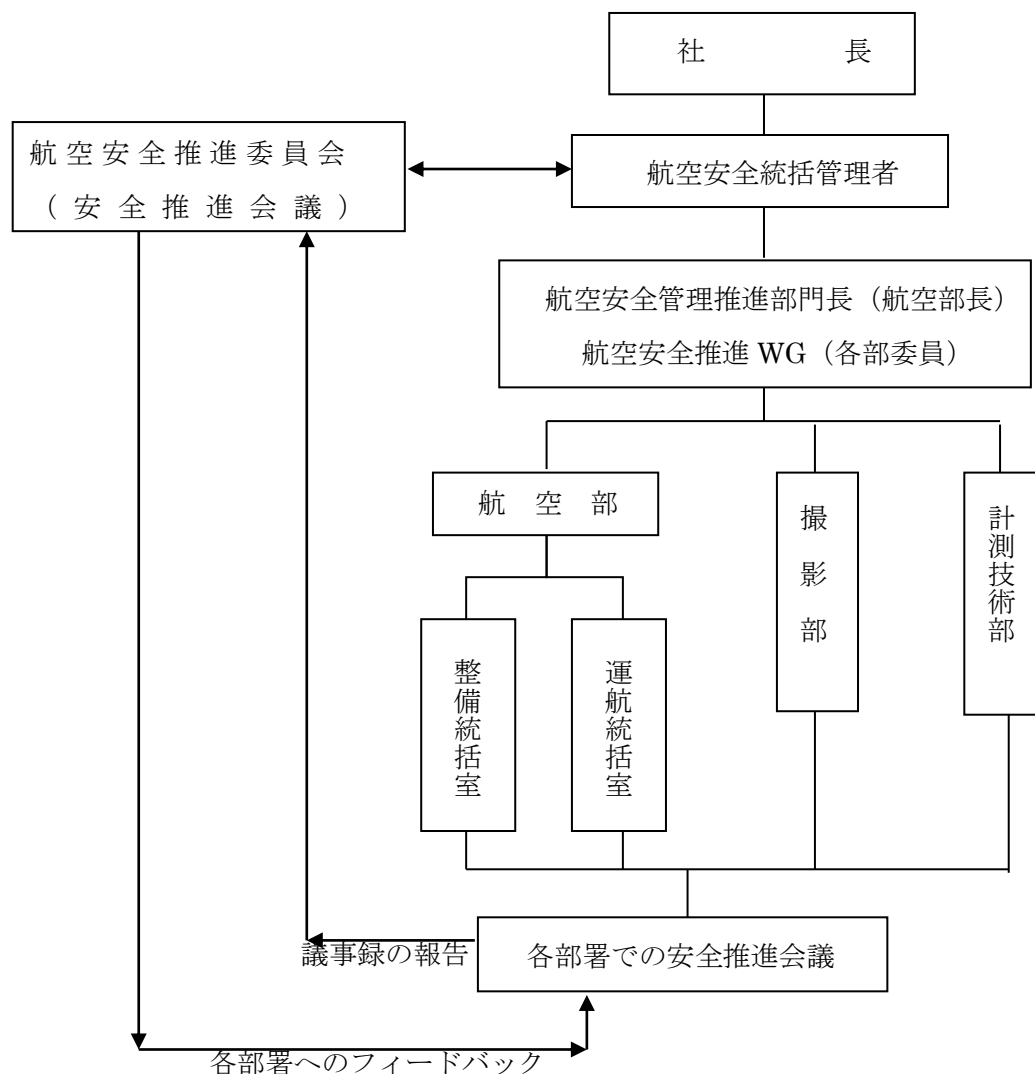 社長
航空安全推進委員会
（安全推進会議）
航空安全統括管理者
航空安全管理推進部門長（航空部長）
航空安全推進 WG（各部委員）
航空部
撮影部
計測技術部
整備統括室
運航統括室
議事録の報告
各部署での安全推進会議
各部署へのフィードバック